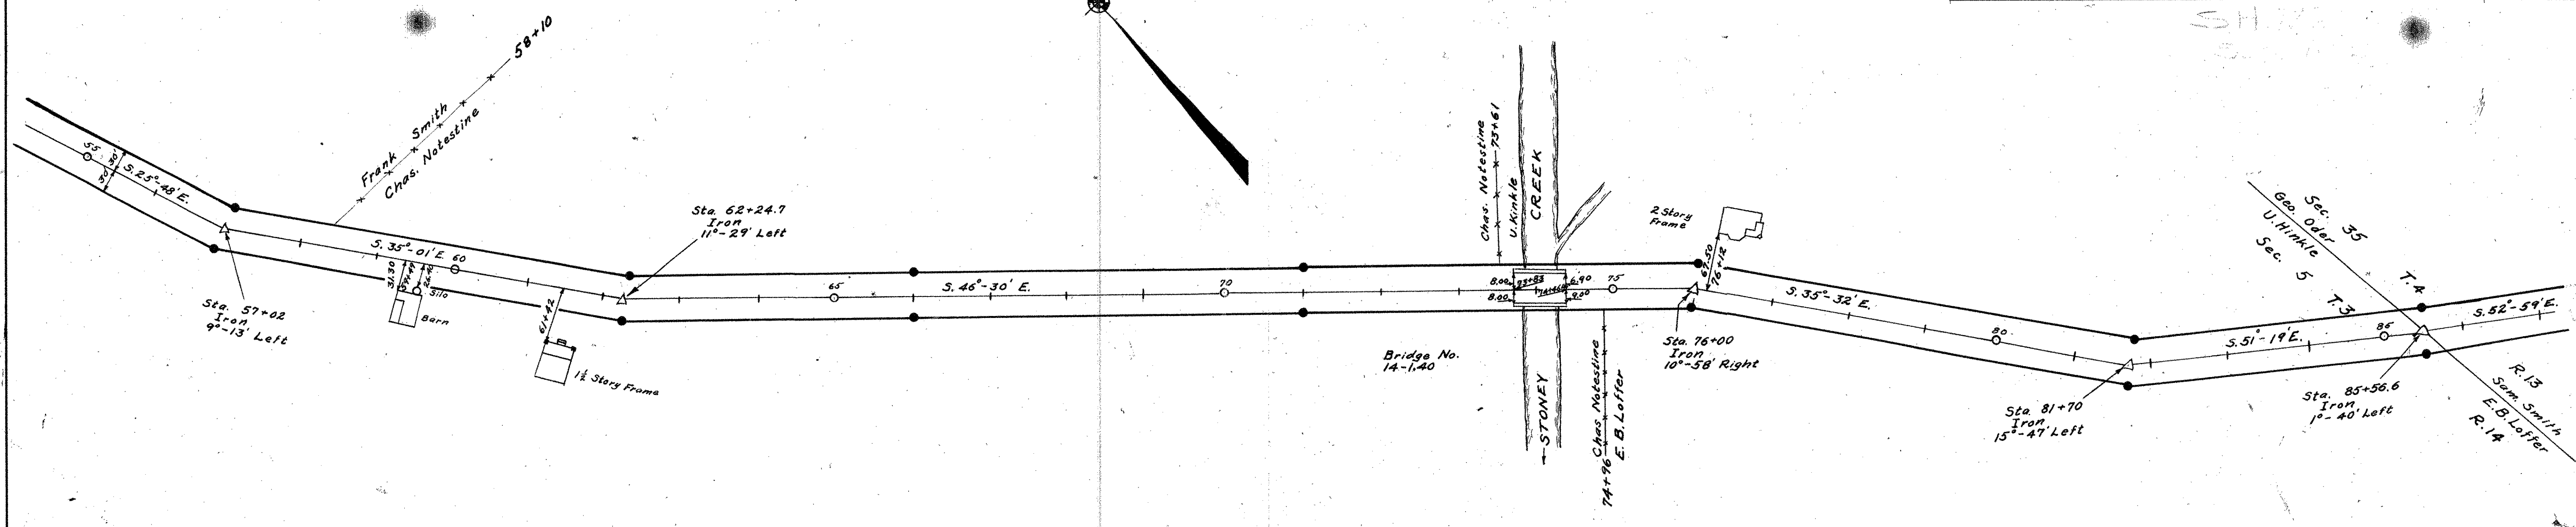 58+10
Frank Smith
Chas. Notestine
55
30' 30'
S. 25°-48' E.
Sta. 57+02
Iron
9°-13' Left
S. 35°-01' E.
60
31.30
Silo
Barn
61+42
1½ Story Frame
Sta. 62+24.7
Iron
11°-29' Left
65
S. 46°-30' E.
70
Chas. Notestine
73+61
U. Kinkle
CREEK
8.00
73+83
6.90
8.00
9.00
75
Bridge No.
14-1.40
←STONEY
74+96
Chas. Notestine
E. B. Loffer
2 Story
Frame
67.50
76+12
Sta. 76+00
Iron
10°-58' Right
S. 35°-32' E.
80
Sta. 81+70
Iron
15°-47' Left
S. 51°-19' E.
86
Sta. 85+56.6
Iron
1°-40' Left
S. 52°-59' E.
Sec. 35
Geo. Oder
U. Hinkle
Sec. 5
T. 4
T. 3
R. 13
Sam. Smith
E. B. Loffer
R. 14